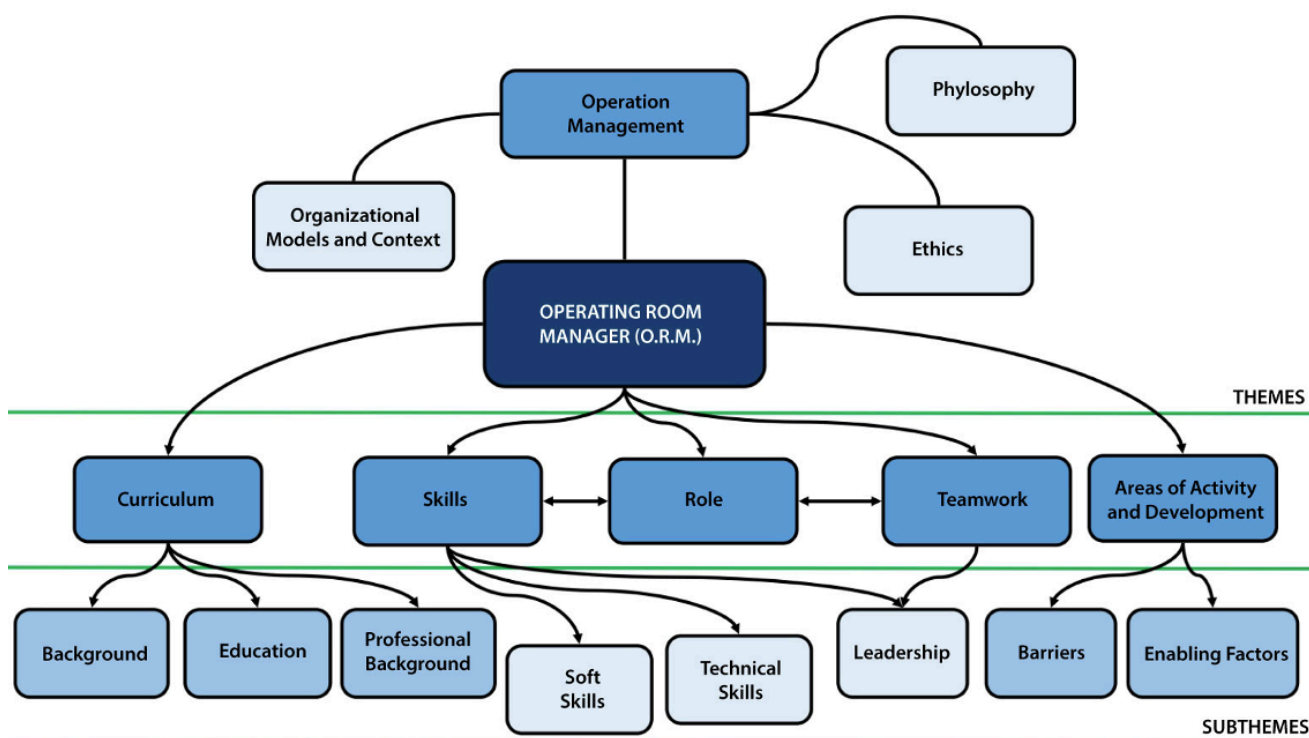 Phylosophy
Operation
Management
Organizational
Models and Context
Ethics
OPERATING ROOM
MANAGER (O.R.M.)
THEMES
Curriculum
Skills
Role
Teamwork
Areas of Activity
and Development
Background
Education
Professional
Background
Soft
Skills
Technical
Skills
Leadership
Barriers
Enabling Factors
SUBTHEMES